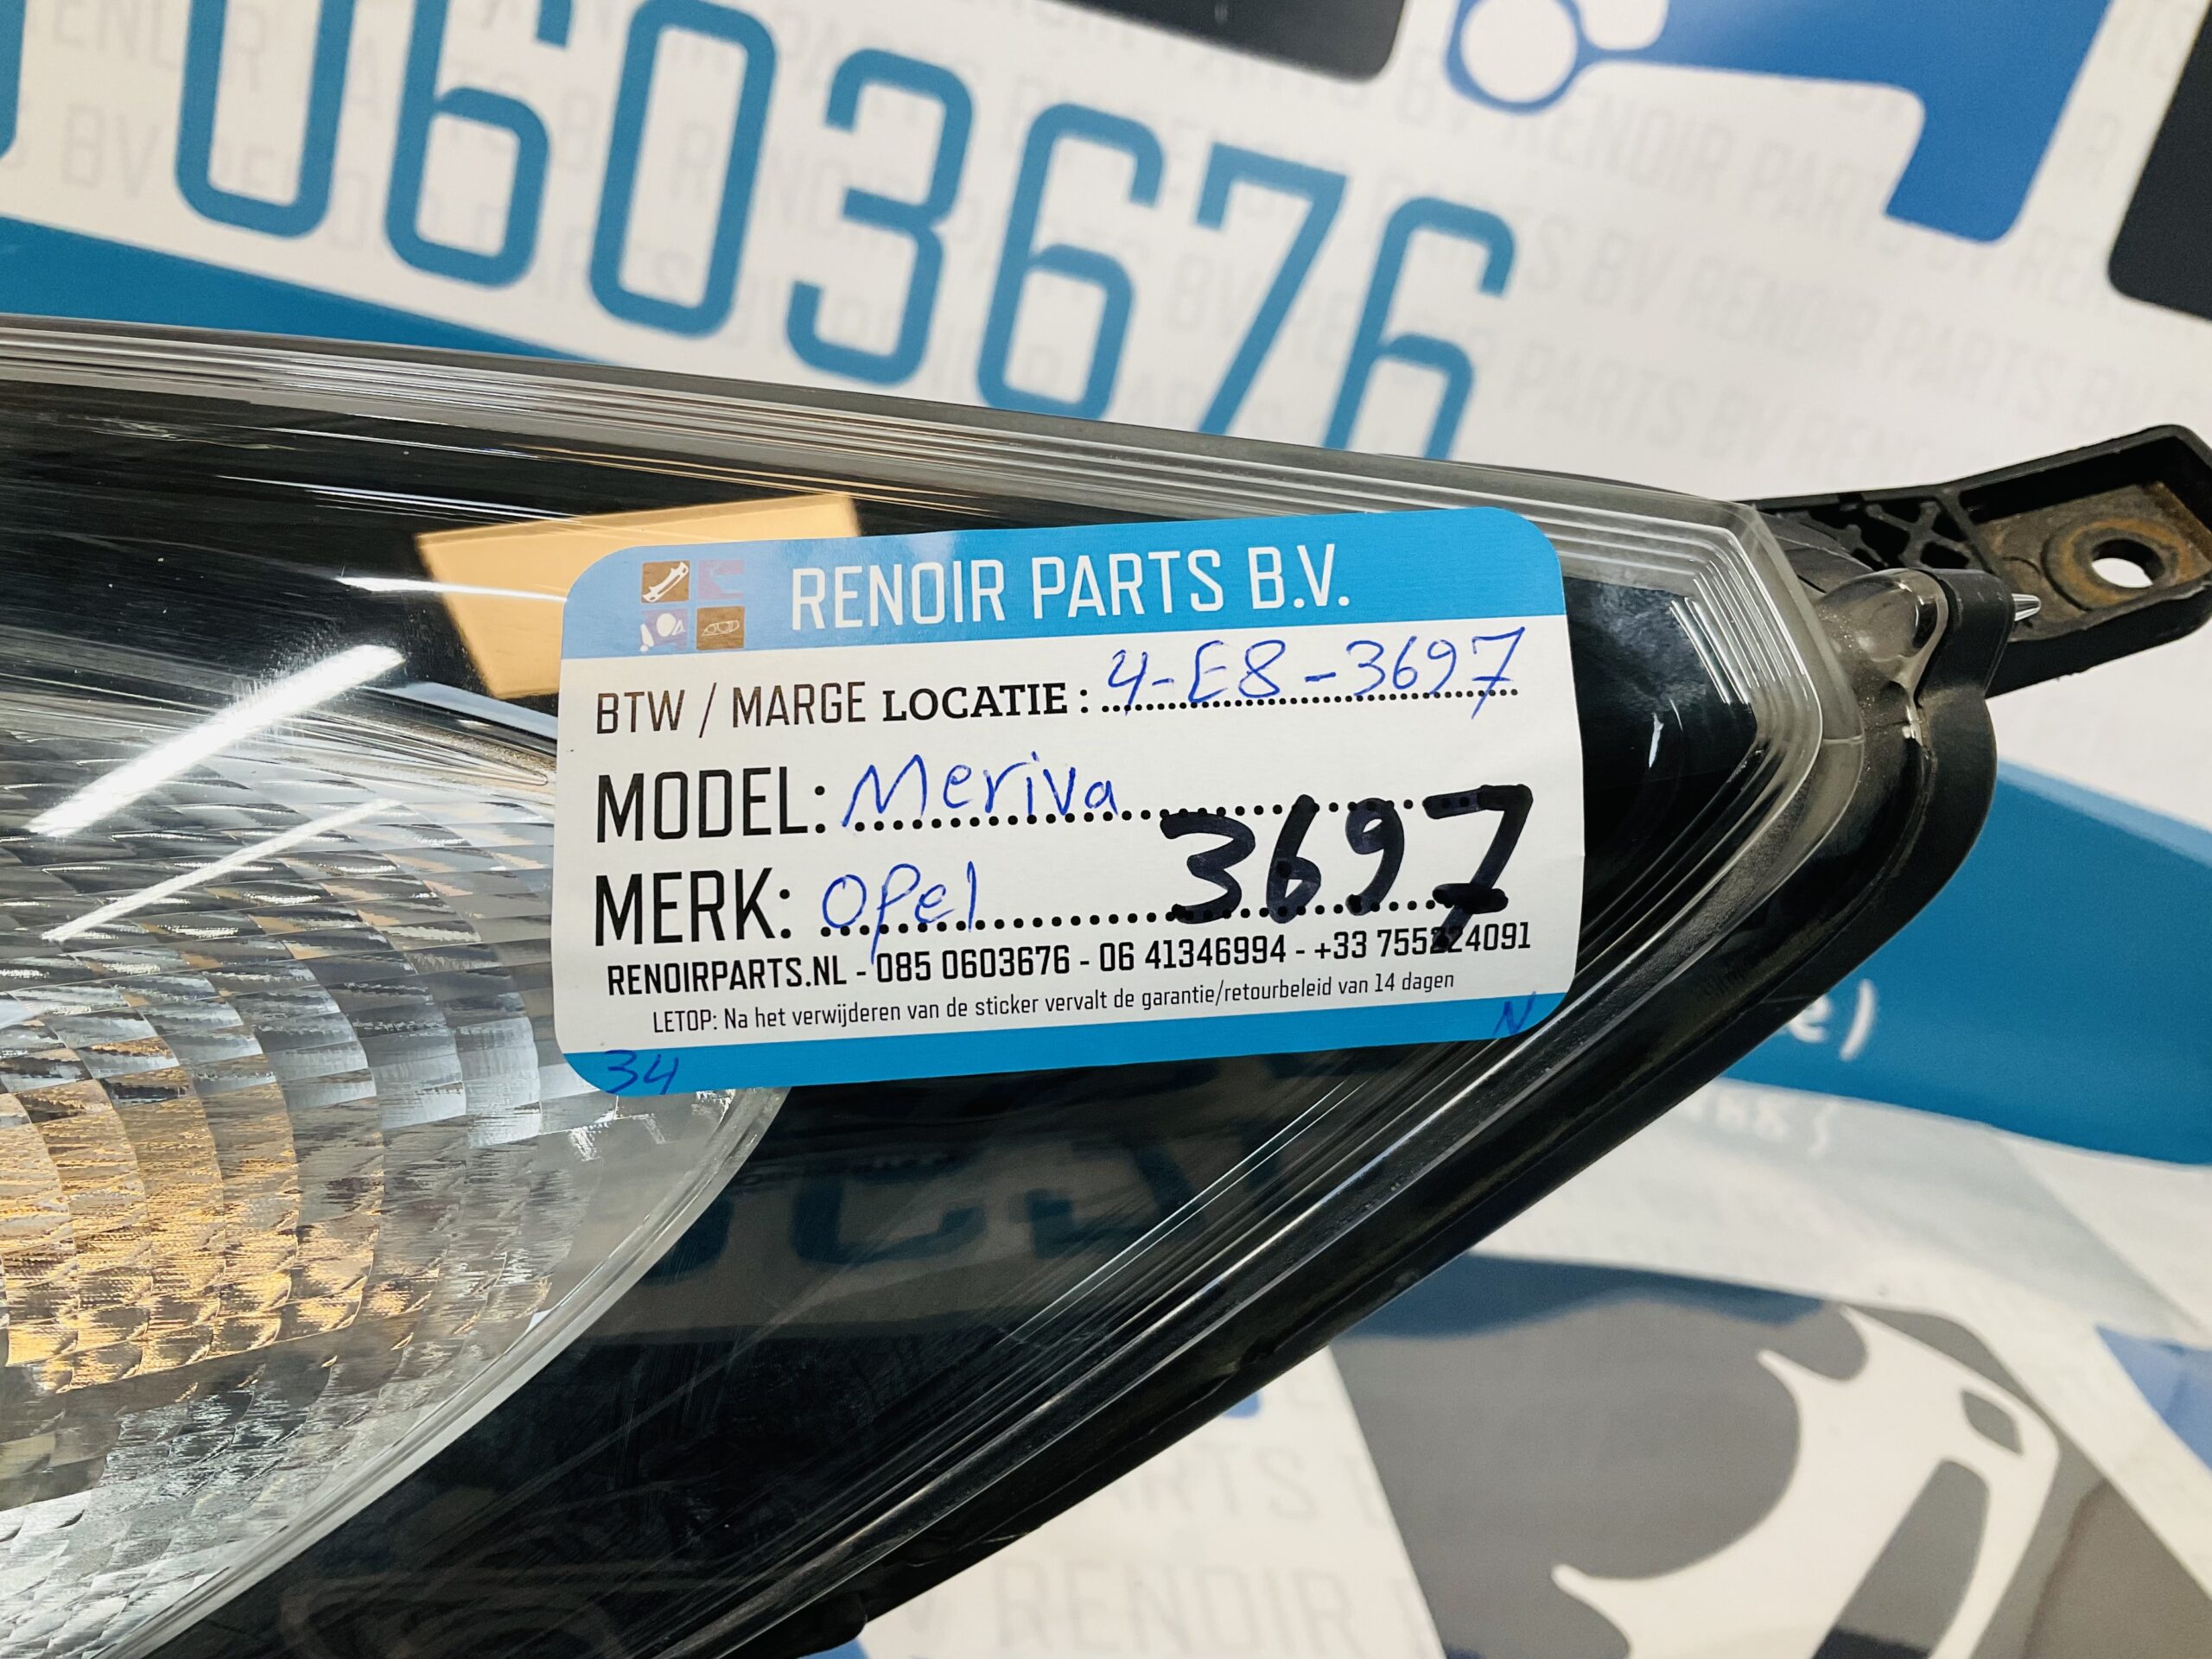 0603676
RENOIR PARTS B.V.
BTW / MARGE LOCATIE : 4-E8-3697
MODEL: Meriva
MERK: Opel 3697
RENOIRPARTS.NL - 085 0603676 - 06 41346994 - +33 755224091
LETOP: Na het verwijderen van de sticker vervalt de garantie/retourbeleid van 14 dagen
34 N
RENOIR